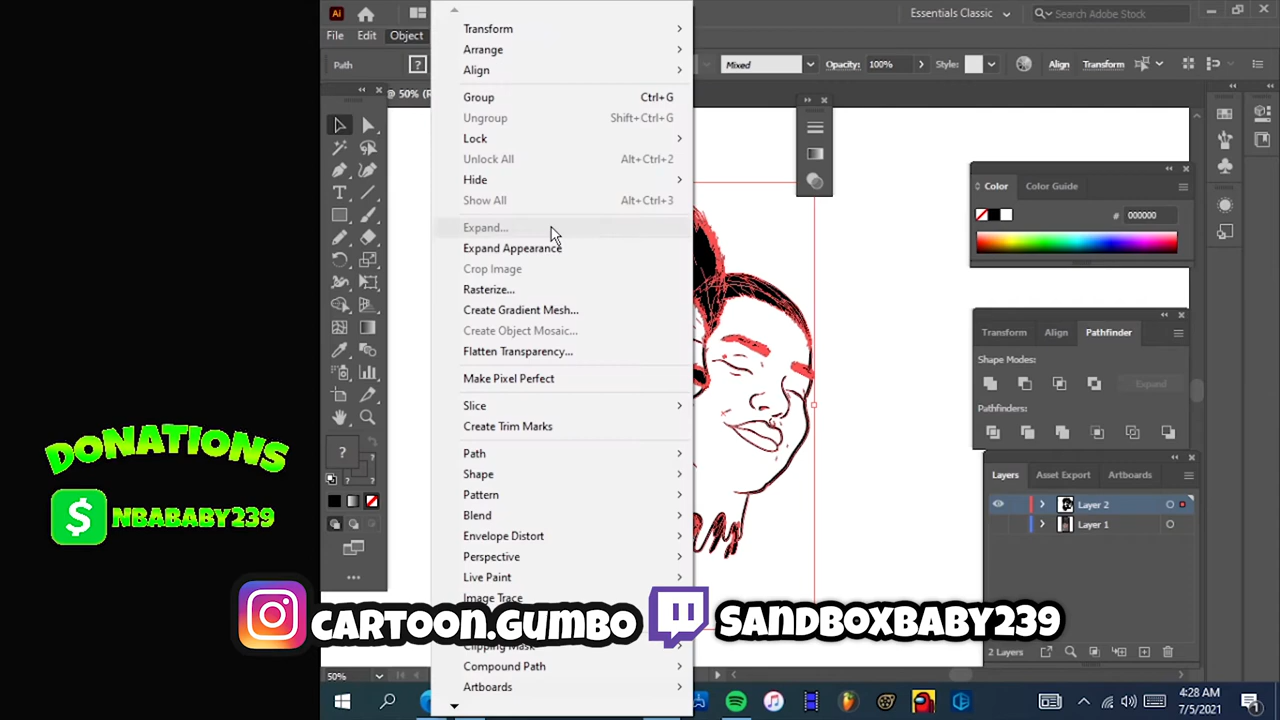 Ai
Essentials Classic
Search Adobe Stock
File
Edit
Object
Path
?
Mixed
Opacity:
100%
Style:
Align
Transform
@ 50% (R
Transform
Arrange
Align
Group Ctrl+G
Ungroup Shift+Ctrl+G
Lock
Unlock All Alt+Ctrl+2
Hide
Show All Alt+Ctrl+3
Expand...
Expand Appearance
Crop Image
Rasterize...
Create Gradient Mesh...
Create Object Mosaic...
Flatten Transparency...
Make Pixel Perfect
Slice
Create Trim Marks
Path
Shape
Pattern
Blend
Envelope Distort
Perspective
Live Paint
Image Trace
Clipping Mask
Compound Path
Artboards
Color
Color Guide
# 000000
Transform
Align
Pathfinder
Shape Modes:
Expand
Pathfinders:
Layers
Asset Export
Artboards
Layer 2
Layer 1
2 Layers
?
?
?
50%
DONATIONS
$ NBABABY239
CARTOON.GUMBO
SANDBOXBABY239
4:28 AM
7/5/2021
1